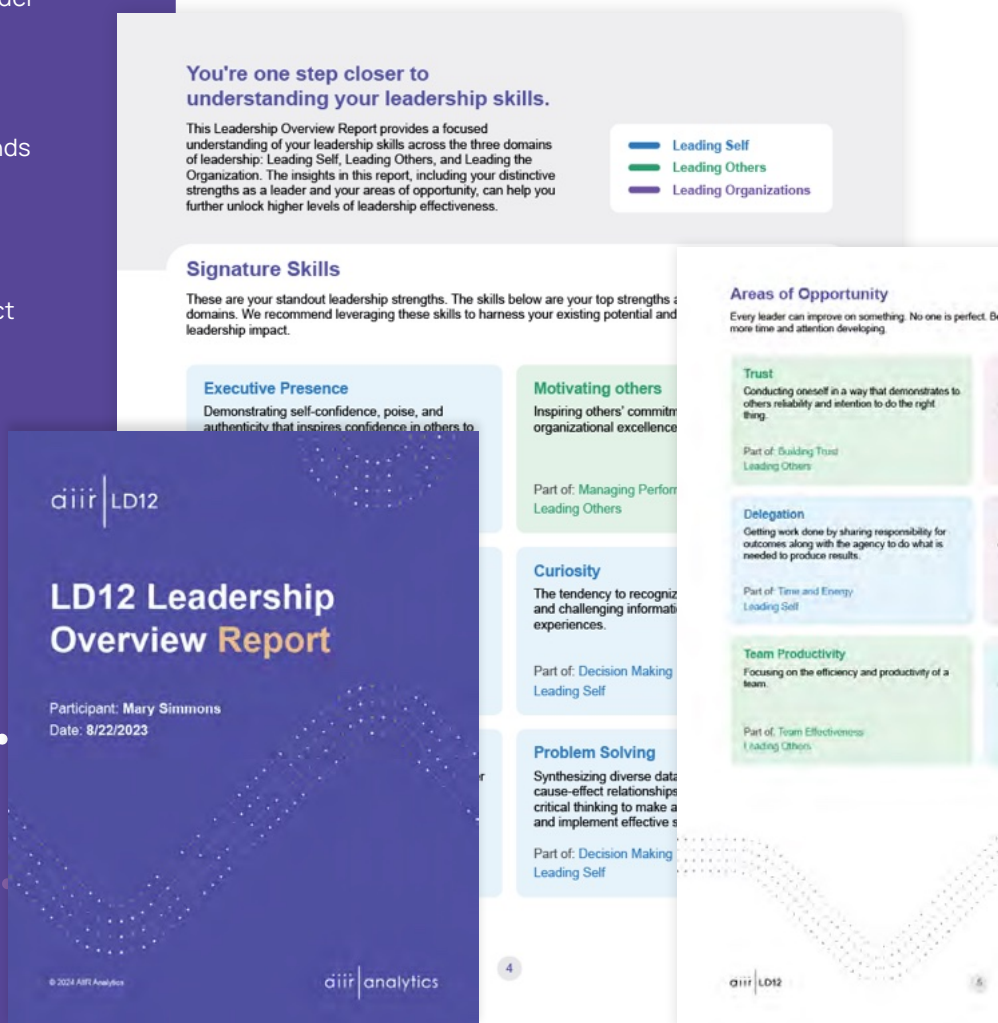 You're one step closer to
understanding your leadership skills.
This Leadership Overview Report provides a focused
understanding of your leadership skills across the three domains
of leadership: Leading Self, Leading Others, and Leading the
Organization. The insights in this report, including your distinctive
strengths as a leader and your areas of opportunity, can help you
further unlock higher levels of leadership effectiveness.
Leading Self
Leading Others
Leading Organizations
Signature Skills
These are your standout leadership strengths. The skills below are your top strengths
domains. We recommend leveraging these skills to harness your existing potential and
leadership impact.
Executive Presence
Demonstrating self-confidence, poise, and
authenticity that inspires confidence in others to
Motivating others
Inspiring others'
organizational excellence
Part of: Managing
Leading Others
Curiosity
The tendency to
and challenging
experiences.
Part of: Decision Making
Leading Self
Problem Solving
Synthesizing diverse data
cause-effect relationships
critical thinking to make a
and implement effective
Part of: Decision Making
Leading Self
4
aiir LD12
LD12 Leadership
Overview Report
Participant: Mary Simmons
Date: 8/22/2023
© 2024 AIIR Analytics
aiir analytics
Areas of Opportunity
Every leader can improve on something. No one is perfect.
more time and attention developing.
Trust
Conducting oneself in a way that demonstrates to
others reliability and intention to do the right
thing.
Part of: Building Trust
Leading Others
Delegation
Getting work done by sharing responsibility for
outcomes along with the agency to do what is
needed to produce results.
Part of: Time and Energy
Leading Self
Team Productivity
Focusing on the efficiency and productivity of a
team.
Part of: Team Effectiveness
Leading Others
aiir LD12
5